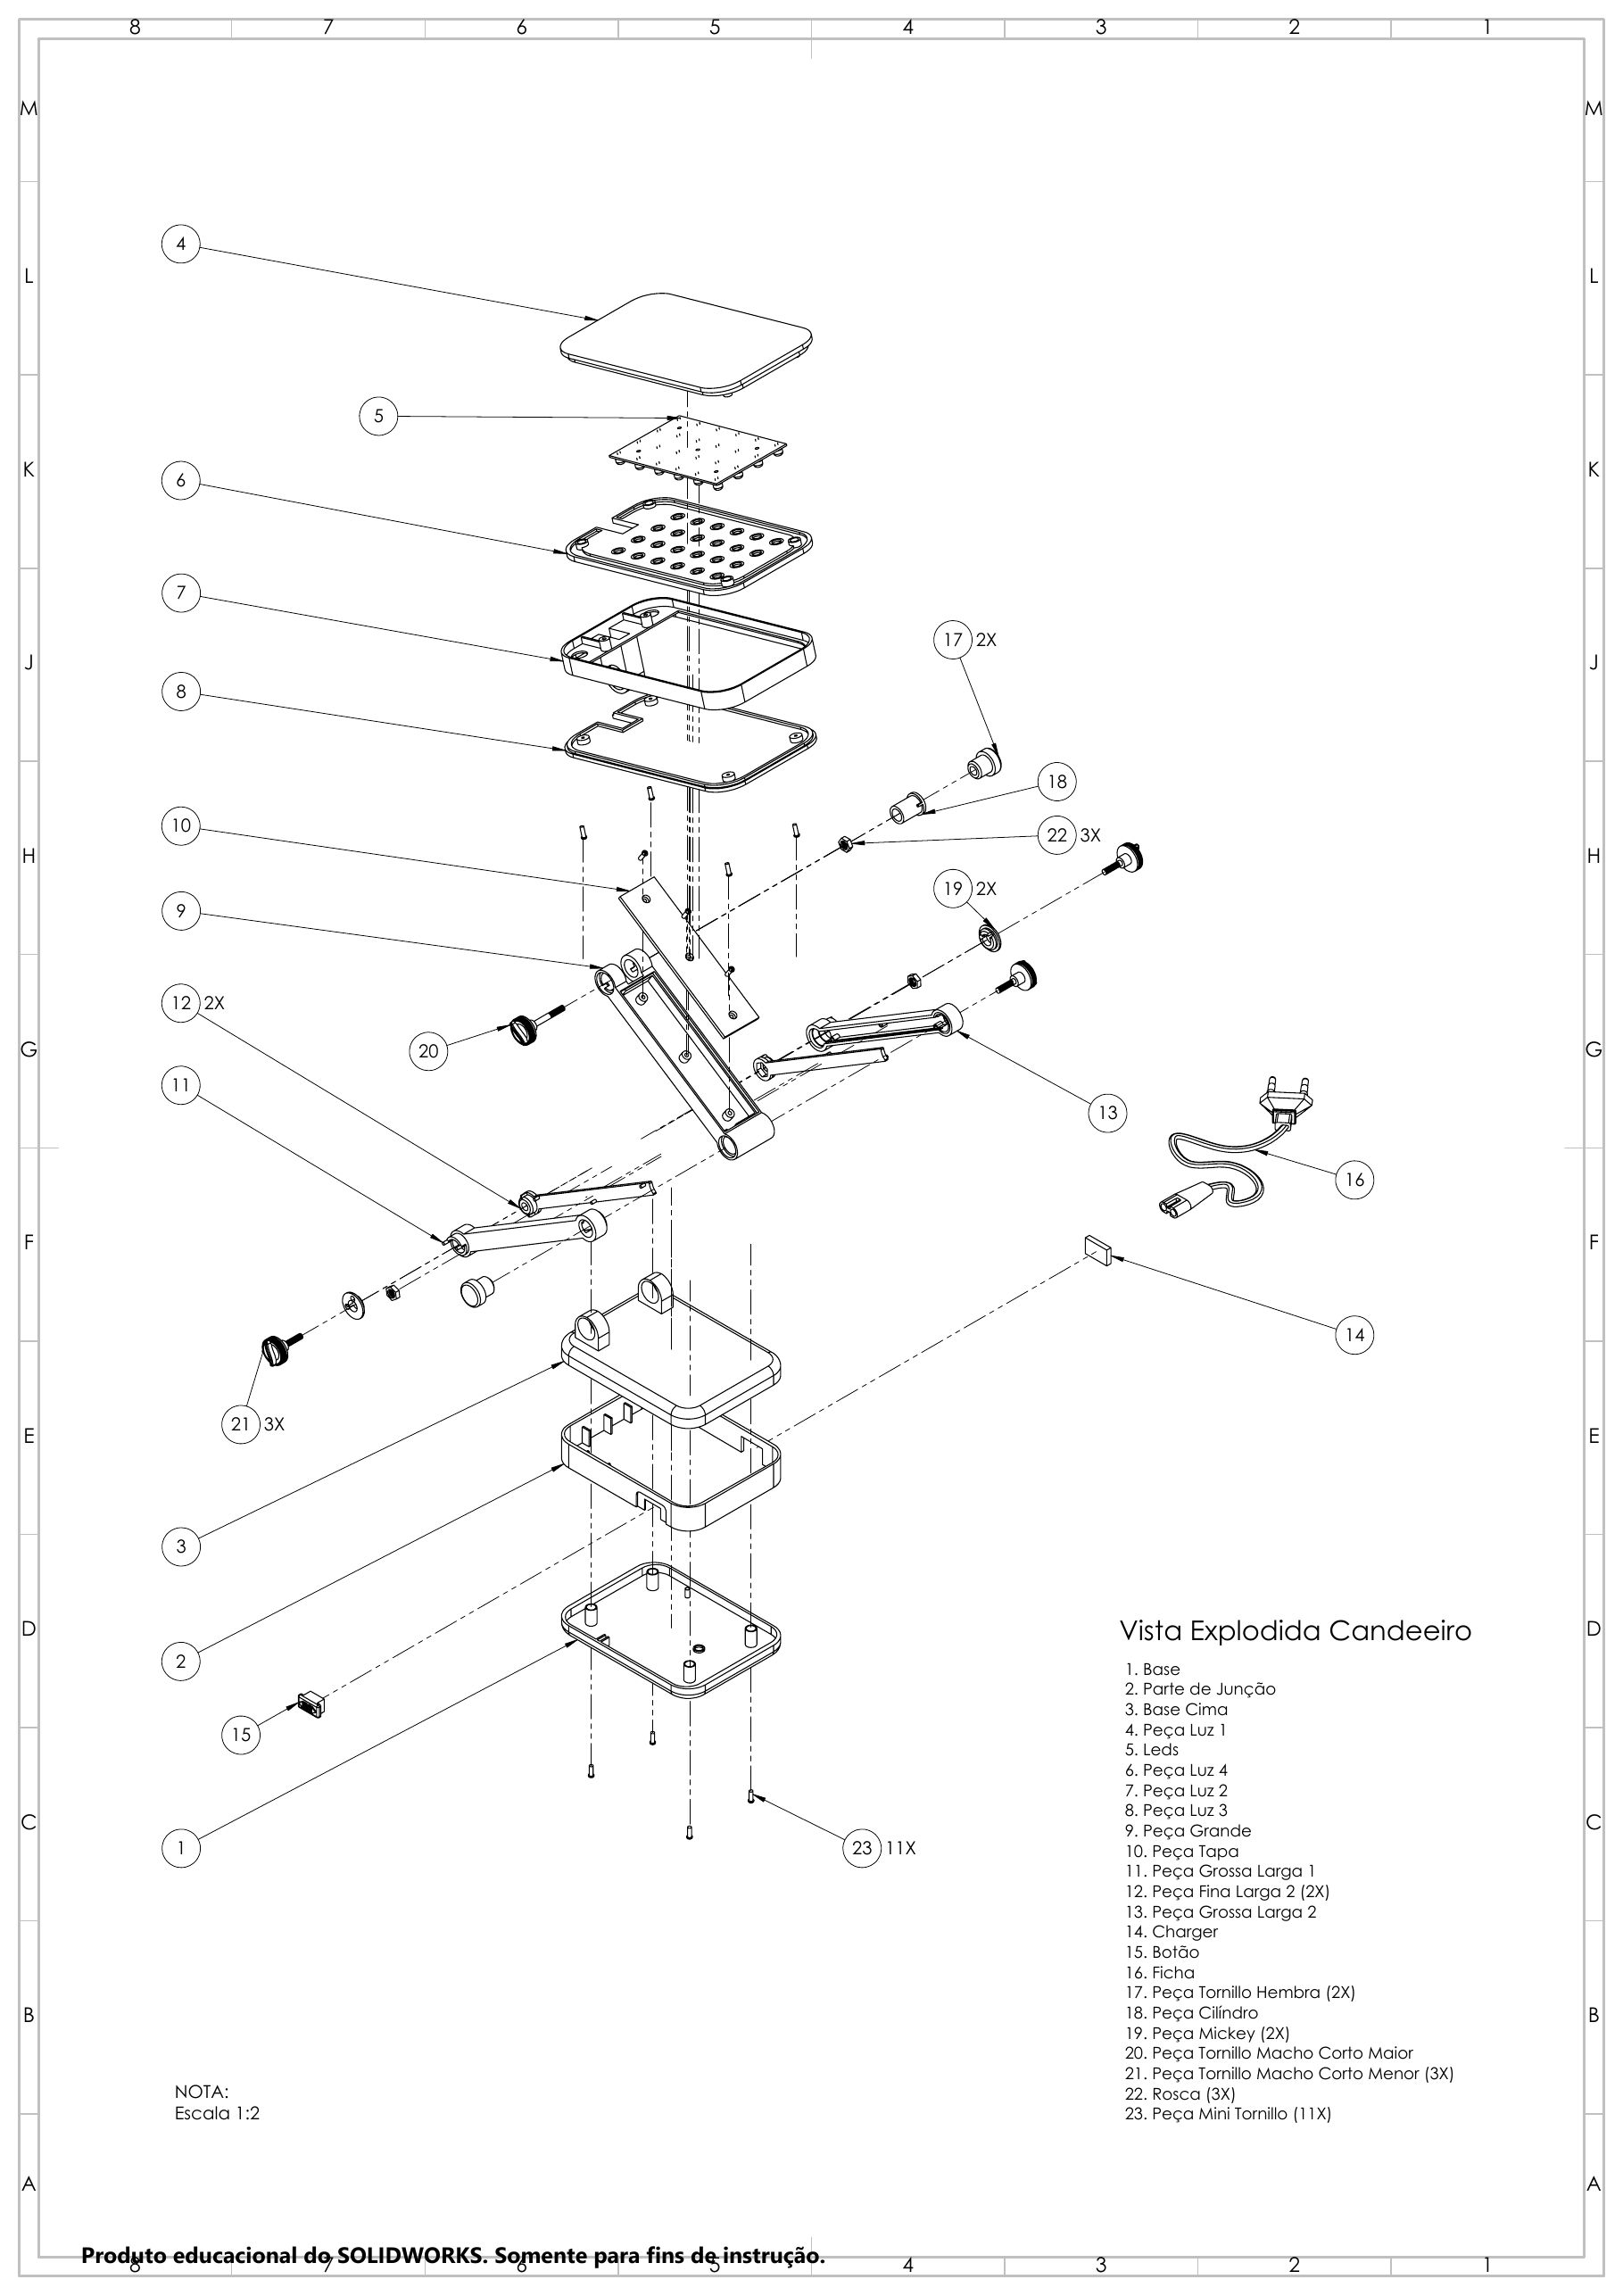 8 7 6 5 4 3 2 1
M M
4
L L
5
K K
6
7
17 2X
J J
8
18
10
22 3X
H H
19 2X
9
12 2X
20
G G
11
13
16
F F
14
21 3X
E E
3
Vista Explodida Candeeiro
D D
2
1. Base
2. Parte de Junção
3. Base Cima
4. Peça Luz 1
15
5. Leds
6. Peça Luz 4
7. Peça Luz 2
8. Peça Luz 3
C C
9. Peça Grande
1
23 11X
10. Peça Tapa
11. Peça Grossa Larga 1
12. Peça Fina Larga 2 (2X)
13. Peça Grossa Larga 2
14. Charger
15. Botão
16. Ficha
17. Peça Tornillo Hembra (2X)
B B
18. Peça Cilíndro
19. Peça Mickey (2X)
20. Peça Tornillo Macho Corto Maior
21. Peça Tornillo Macho Corto Menor (3X)
22. Rosca (3X)
23. Peça Mini Tornillo (11X)
NOTA:
Escala 1:2
A A
Produto educacional do SOLIDWORKS. Somente para fins de instrução.
8 7 6 5 4 3 2 1